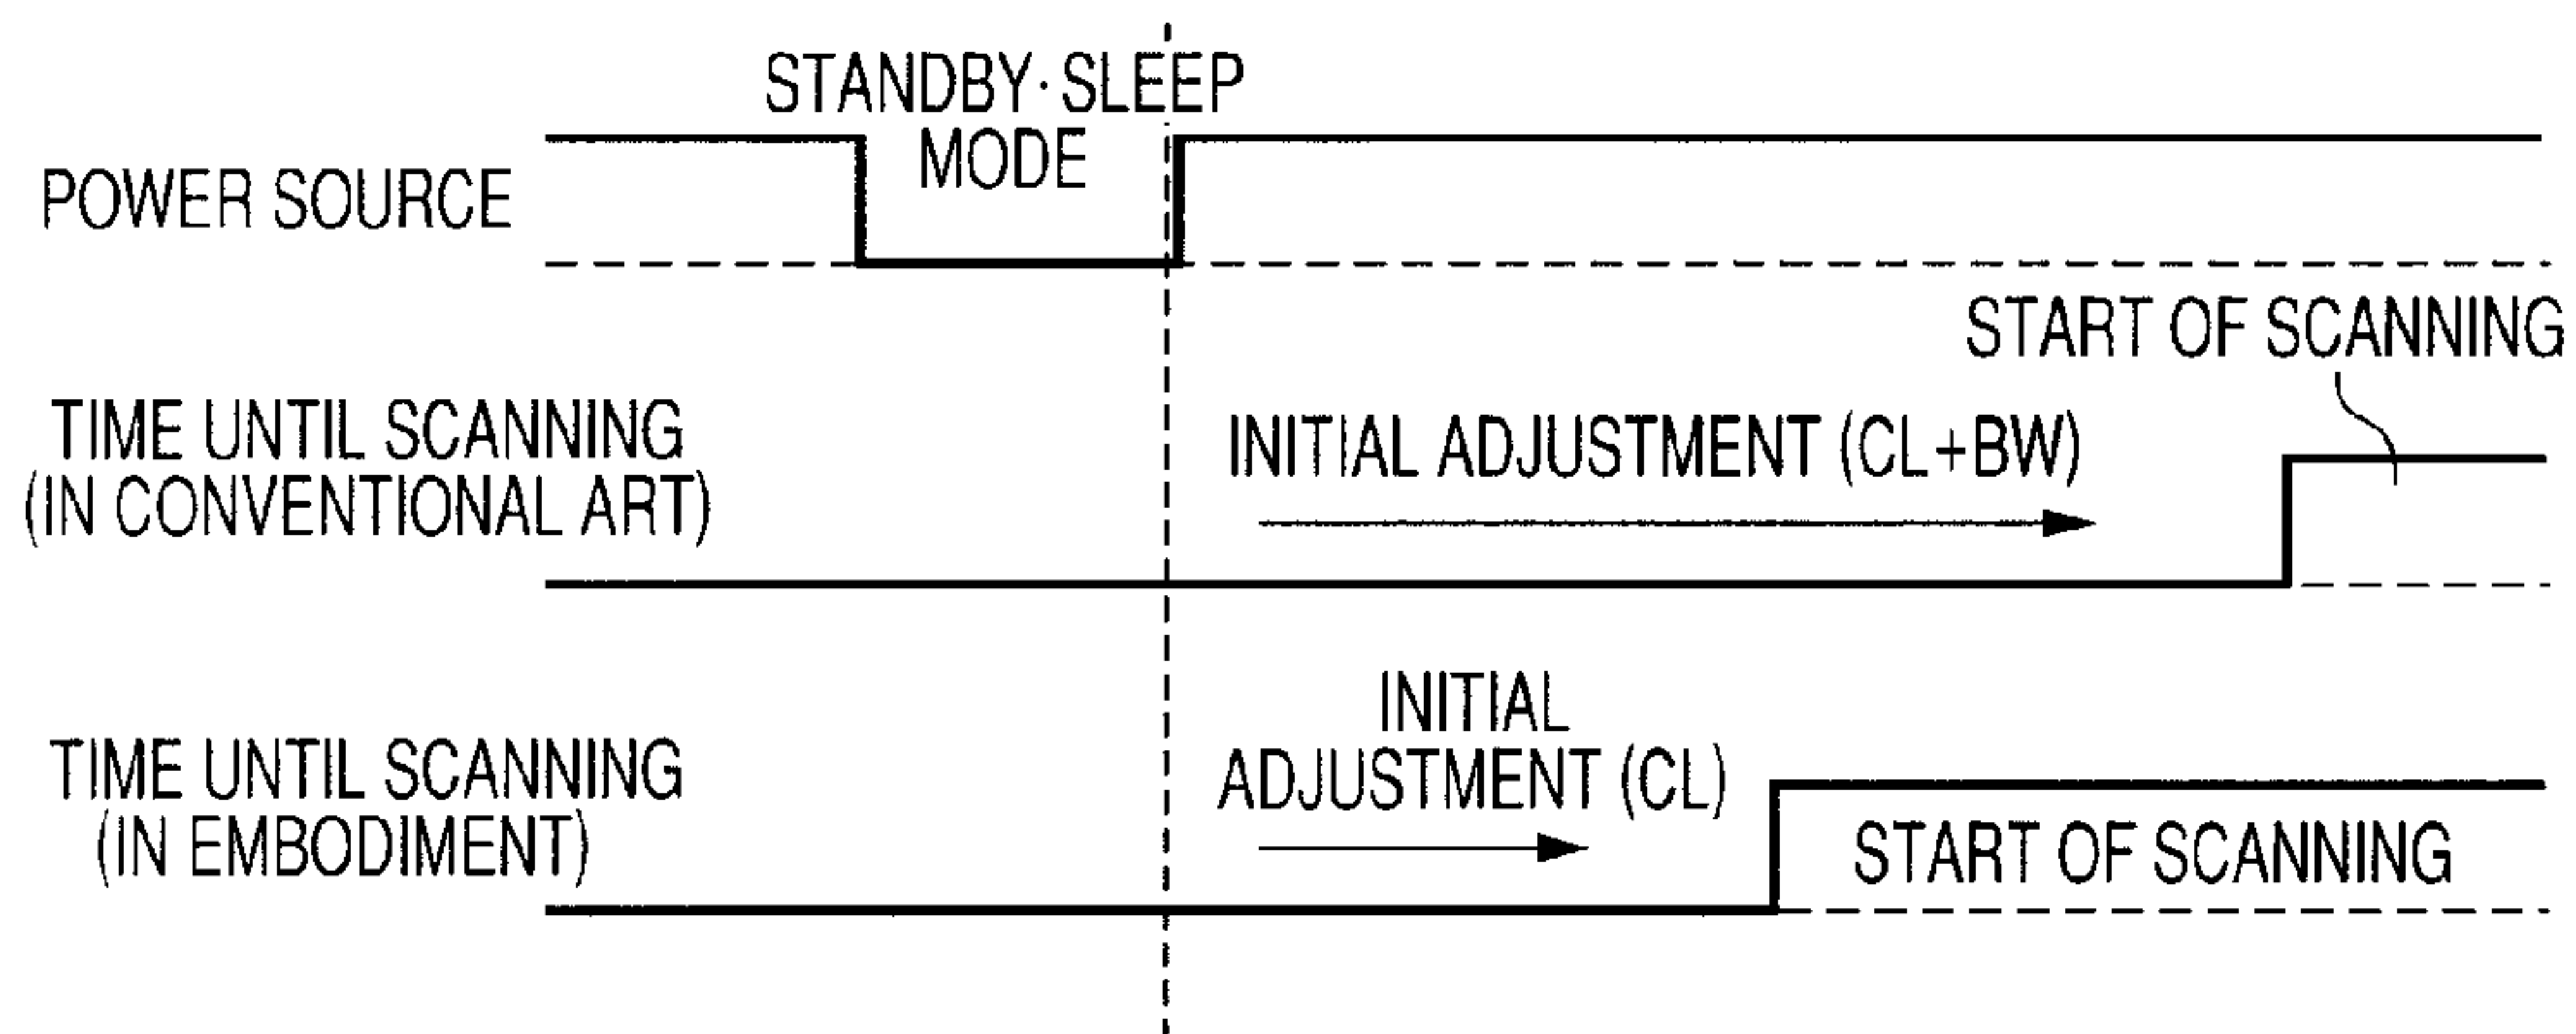 STANDBY·SLEEP
MODE
POWER SOURCE
START OF SCANNING
TIME UNTIL SCANNING
(IN CONVENTIONAL ART)
INITIAL ADJUSTMENT (CL+BW)
INITIAL
ADJUSTMENT (CL)
TIME UNTIL SCANNING
(IN EMBODIMENT)
START OF SCANNING